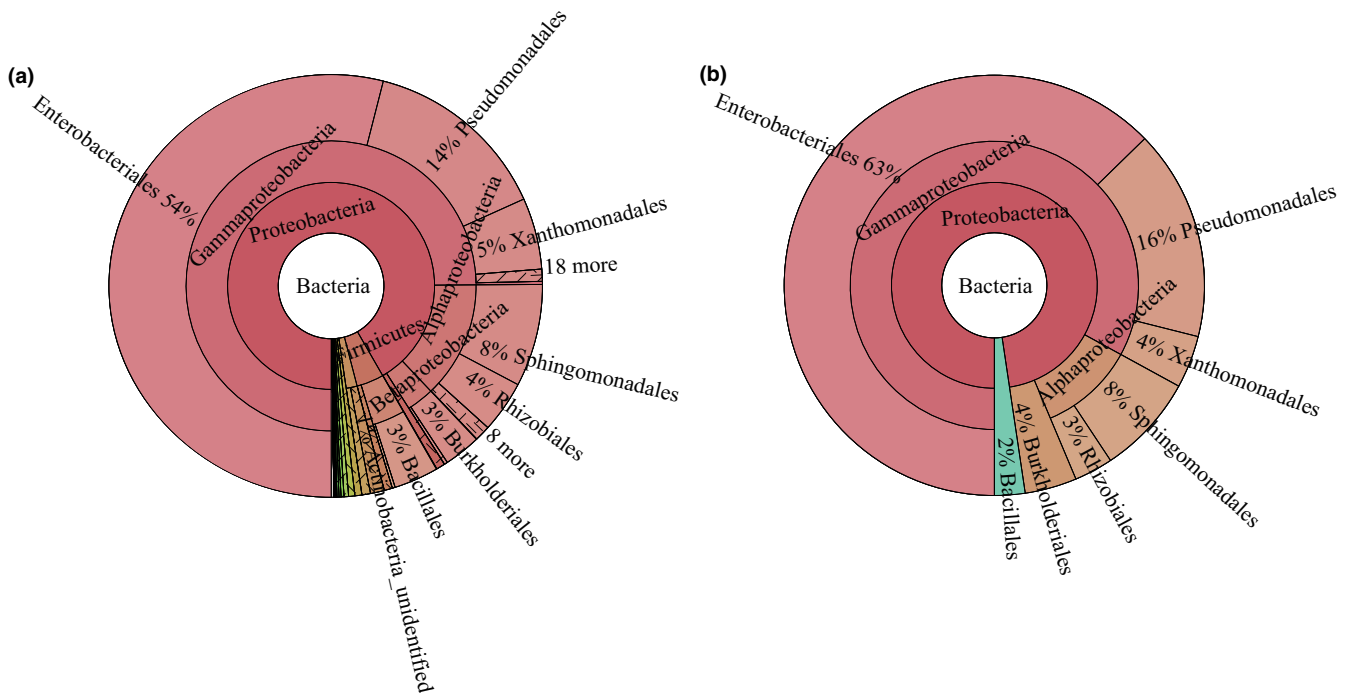 (a)
Enterobacteriales 54%
Gammaproteobacteria
Proteobacteria
Bacteria
14% Pseudomonadales
5% Xanthomonadales
18 more
Alphaproteobacteria
8% Sphingomonadales
4% Rhizobiales
8 more
Betaproteobacteria
3% Burkholderiales
Firmicutes
3% Bacillales
1% Actinobacteria_unidentified
(b)
Enterobacteriales 63%
Gammaproteobacteria
Proteobacteria
Bacteria
16% Pseudomonadales
4% Xanthomonadales
Alphaproteobacteria
8% Sphingomonadales
3% Rhizobiales
4% Burkholderiales
2% Bacillales